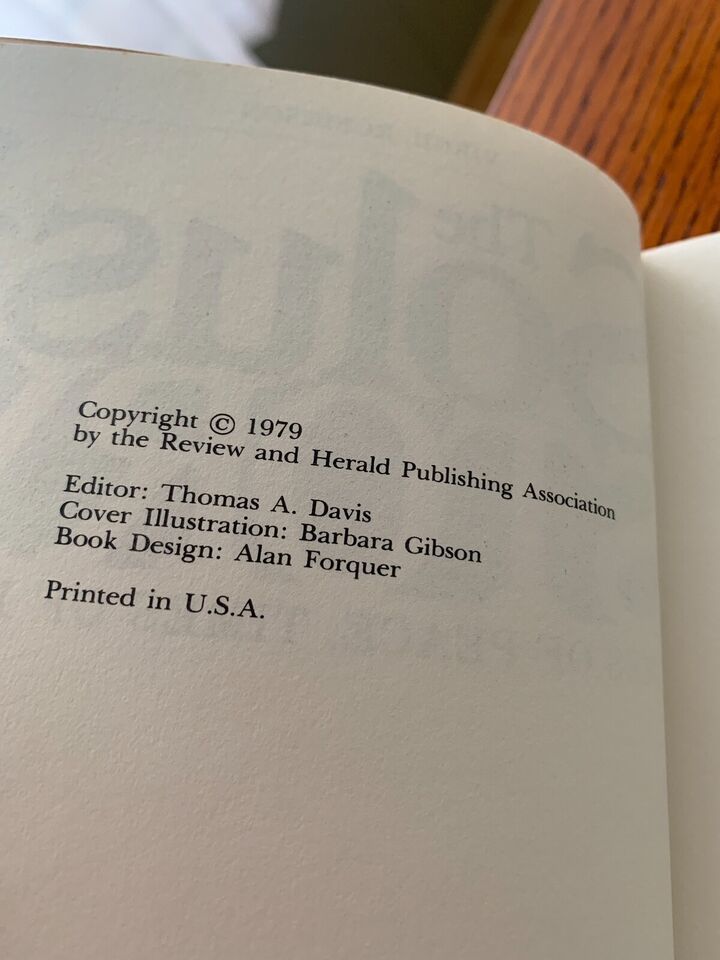 Copyright © 1979
by the Review and Herald Publishing Association
Editor: Thomas A. Davis
Cover Illustration: Barbara Gibson
Book Design: Alan Forquer
Printed in U.S.A.